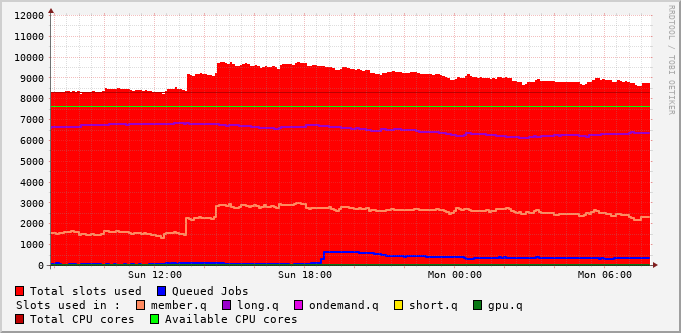 12000
11000
10000
9000
8000
7000
6000
5000
4000
3000
2000
1000
0
Sun 12:00 Sun 18:00 Mon 00:00 Mon 06:00
Total slots used Queued Jobs
Slots used in : member.q long.q ondemand.q short.q gpu.q
Total CPU cores Available CPU cores
RRDTOOL / TOBI OETIKER